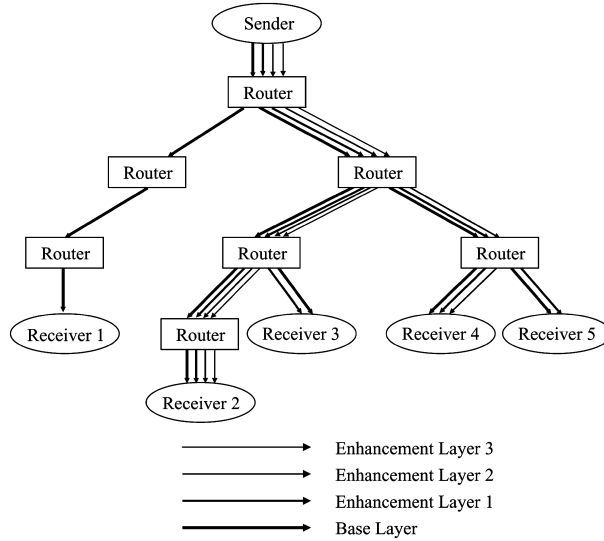 Sender
Router
Router
Router
Router
Router
Router
Receiver 1
Router
Receiver 3
Receiver 4
Receiver 5
Receiver 2
Enhancement Layer 3
Enhancement Layer 2
Enhancement Layer 1
Base Layer